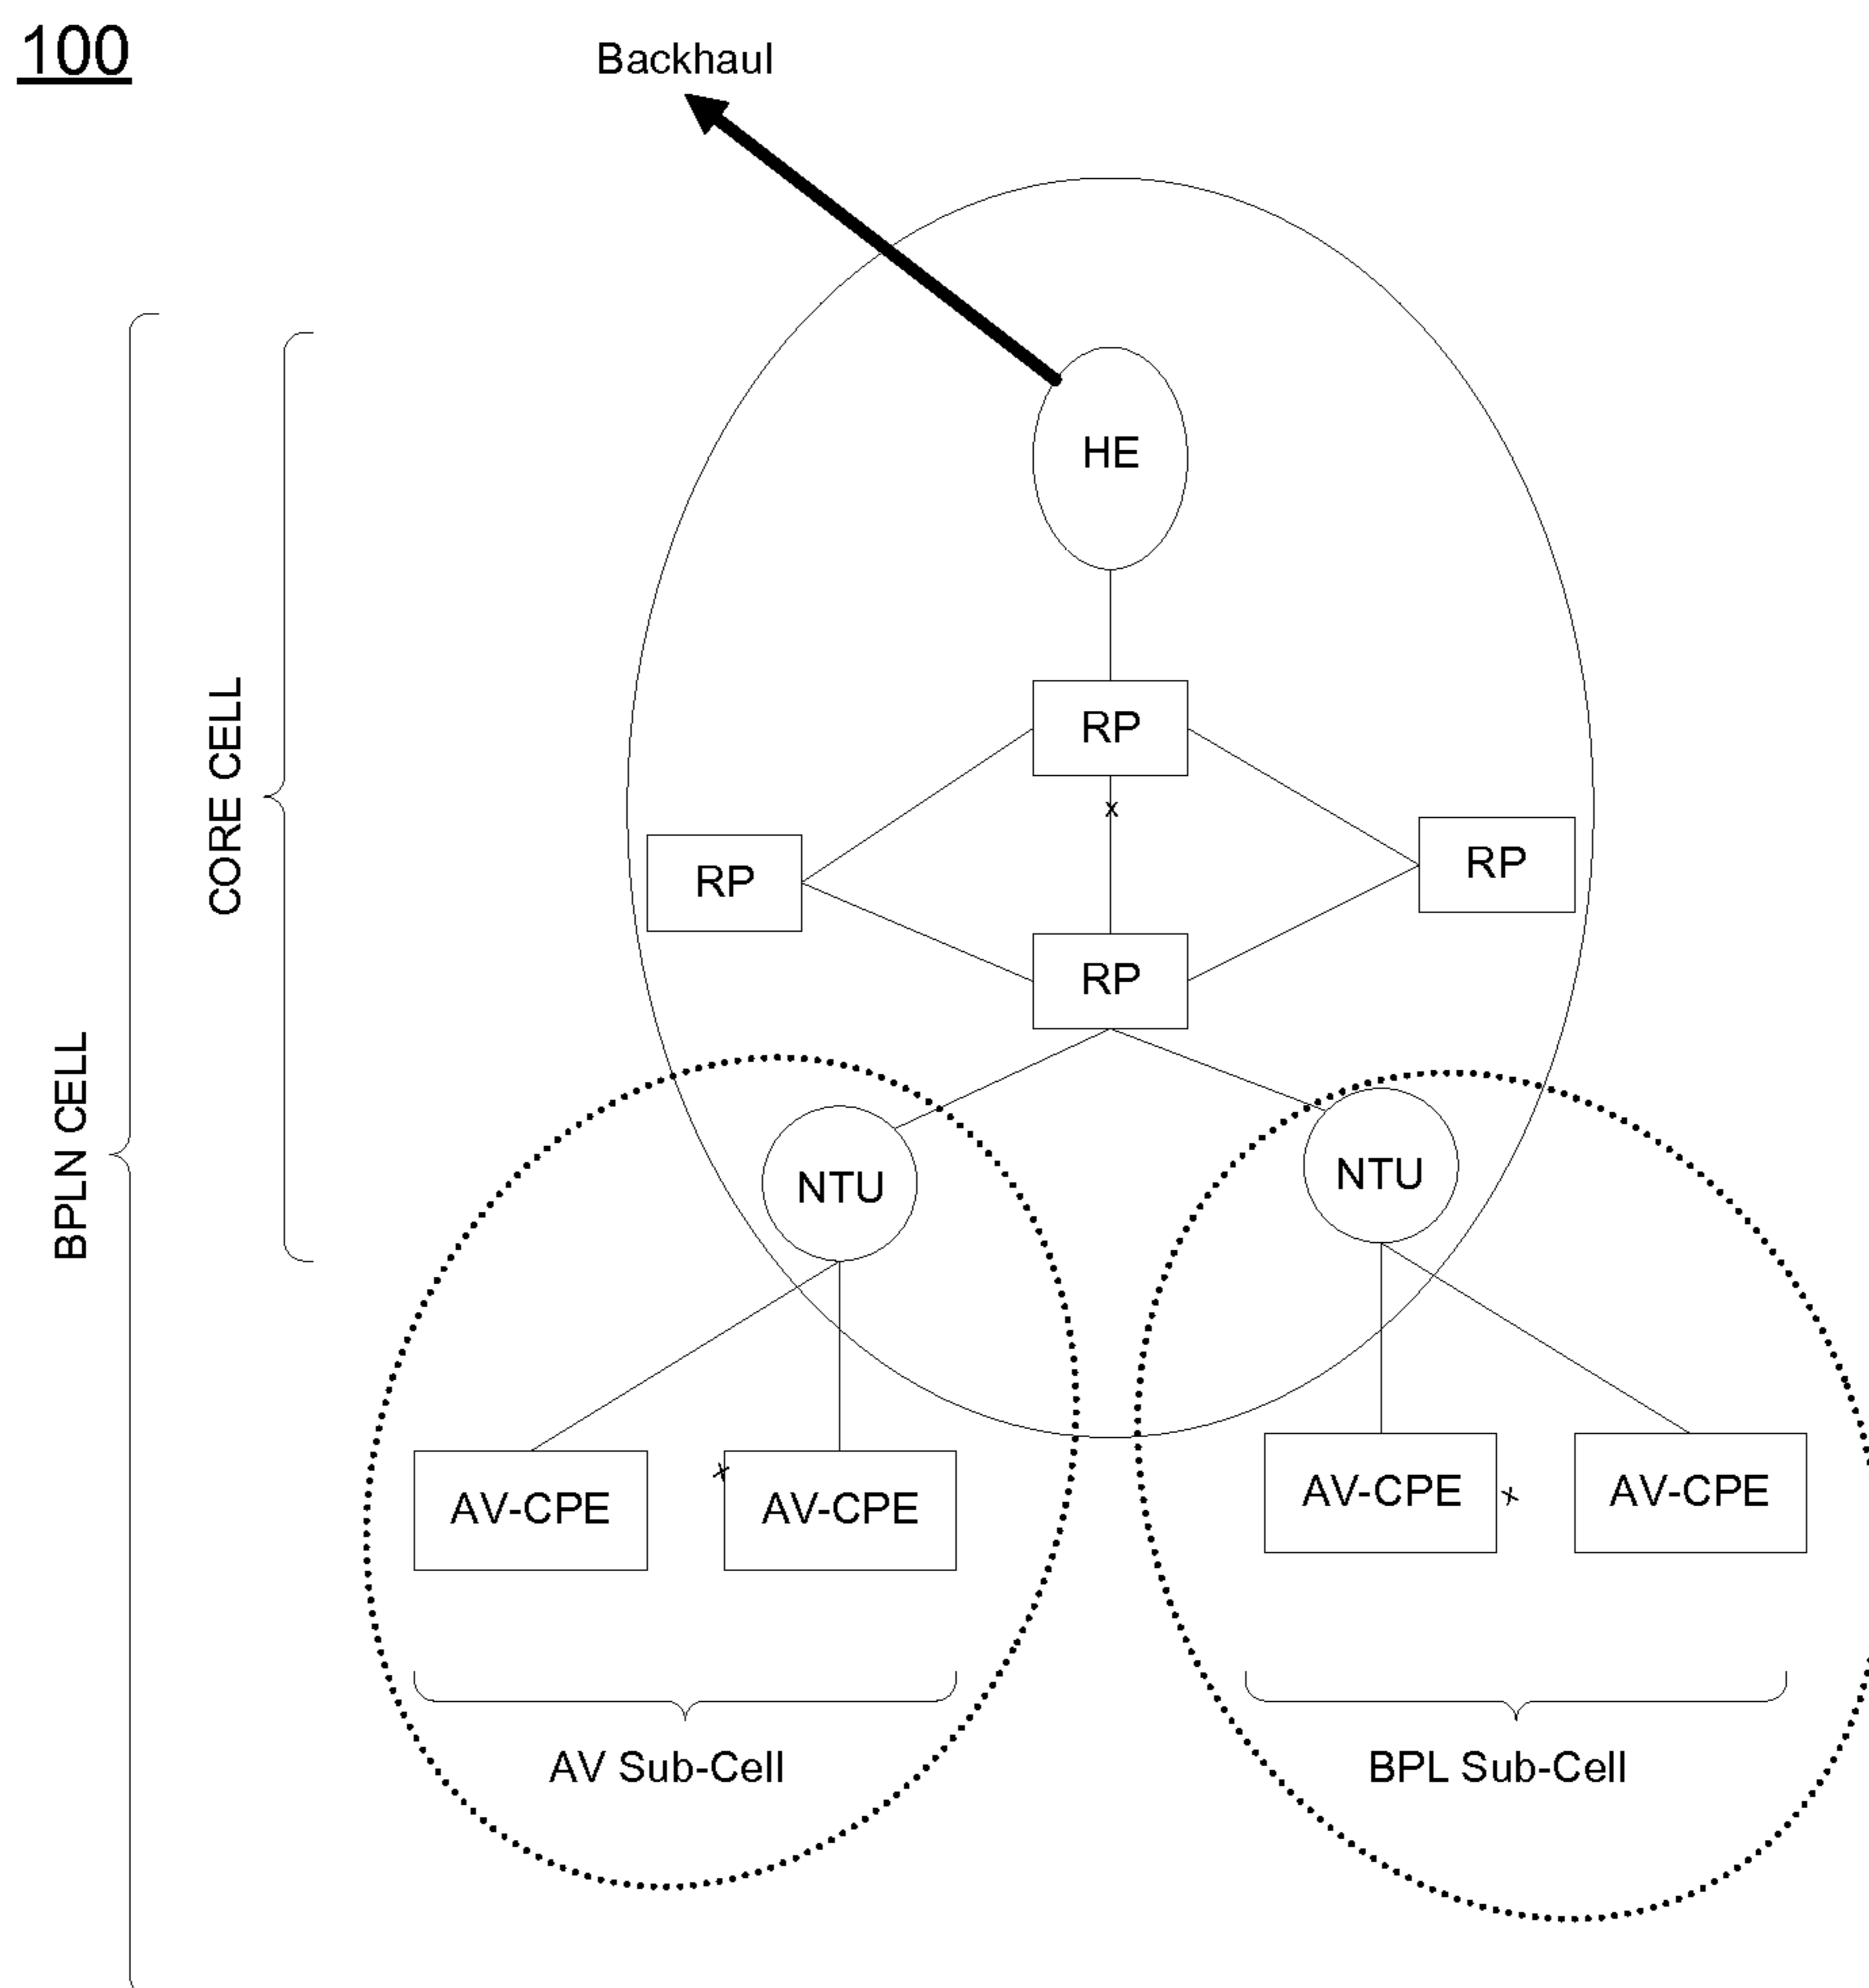 100
Backhaul
HE
RP
x
RP
RP
RP
CORE CELL
BPLN CELL
NTU
NTU
AV-CPE
x
AV-CPE
AV-CPE
x
AV-CPE
AV Sub-Cell
BPL Sub-Cell